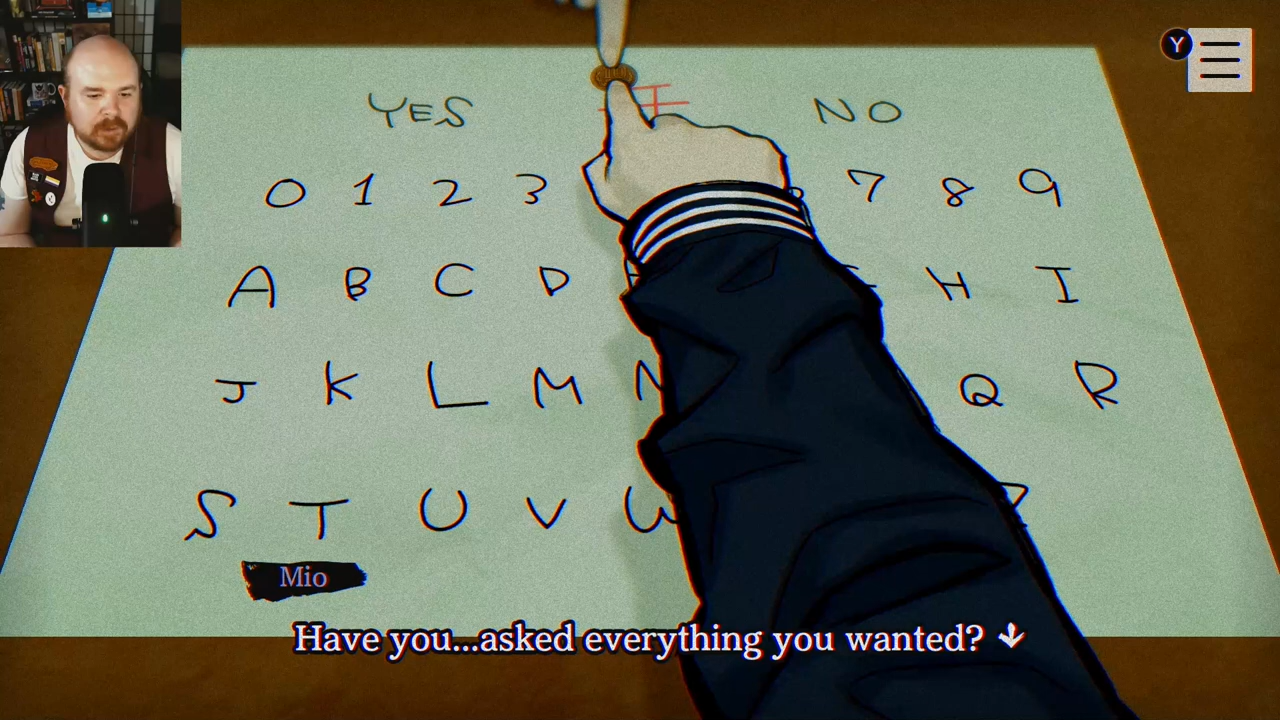 Y
YES NO
0 1 2 3 7 8 9
A B C D H I
J K L M N Q R
S T U V W
Mio
Have you...asked everything you wanted?